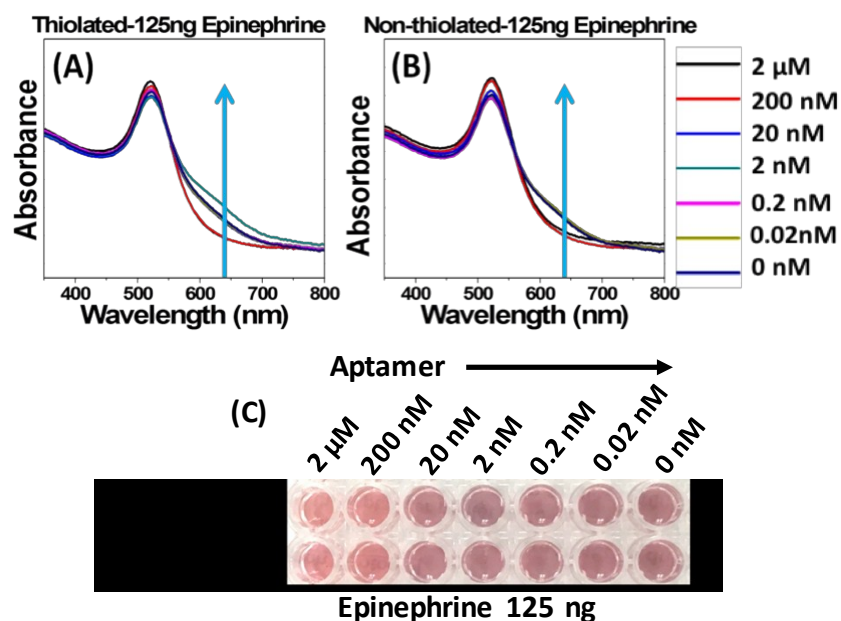 Thiolated-125ng Epinephrine
(A)
Absorbance
400 500 600 700 800
Wavelength (nm)
Non-thiolated-125ng Epinephrine
(B)
Absorbance
400 500 600 700 800
Wavelength (nm)
2 µM
200 nM
20 nM
2 nM
0.2 nM
0.02nM
0 nM
Aptamer
(C)
2 µM 200 nM 20 nM 2 nM 0.2 nM 0.02 nM 0 nM
Epinephrine 125 ng